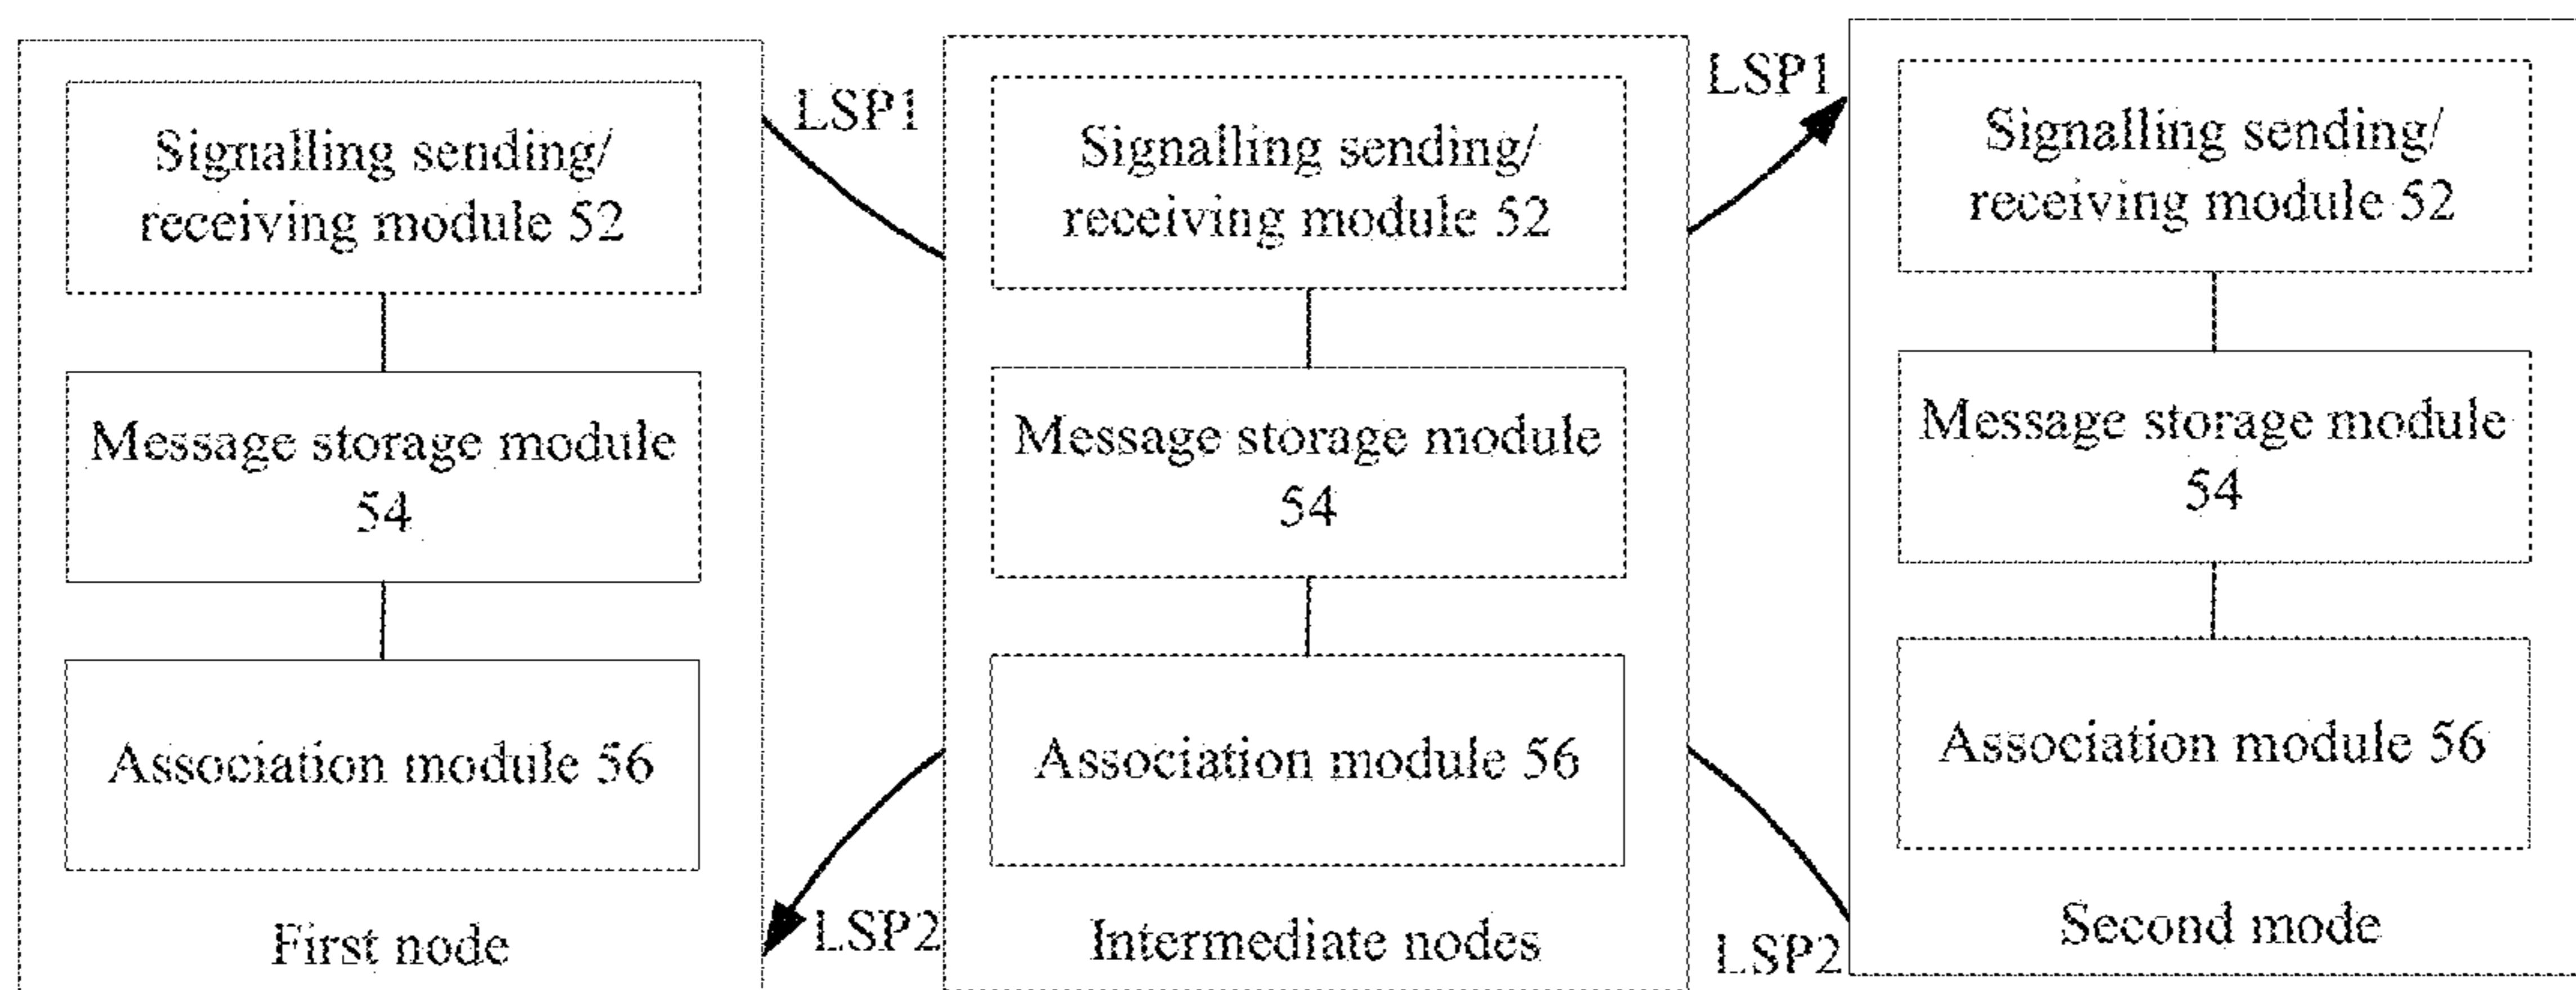 Signalling sending/
receiving module 52
Message storage module
54
Association module 56
First node
LSP1
LSP2
Signalling sending/
receiving module 52
Message storage module
54
Association module 56
Intermediate nodes
LSP1
LSP2
Signalling sending/
receiving module 52
Message storage module
54
Association module 56
Second mode